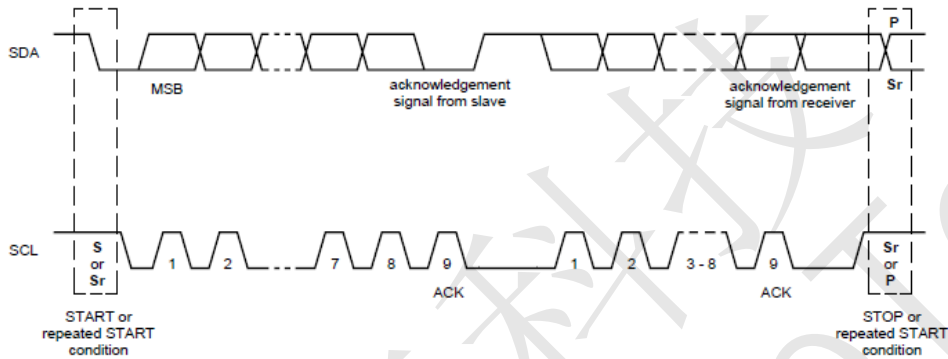 P
SDA
MSB
acknowledgement
signal from slave
acknowledgement
signal from receiver
Sr
SCL
S
or
Sr
1
2
7
8
9
1
2
3 - 8
9
Sr
or
P
ACK
ACK
START or
repeated START
condition
STOP or
repeated START
condition
科技